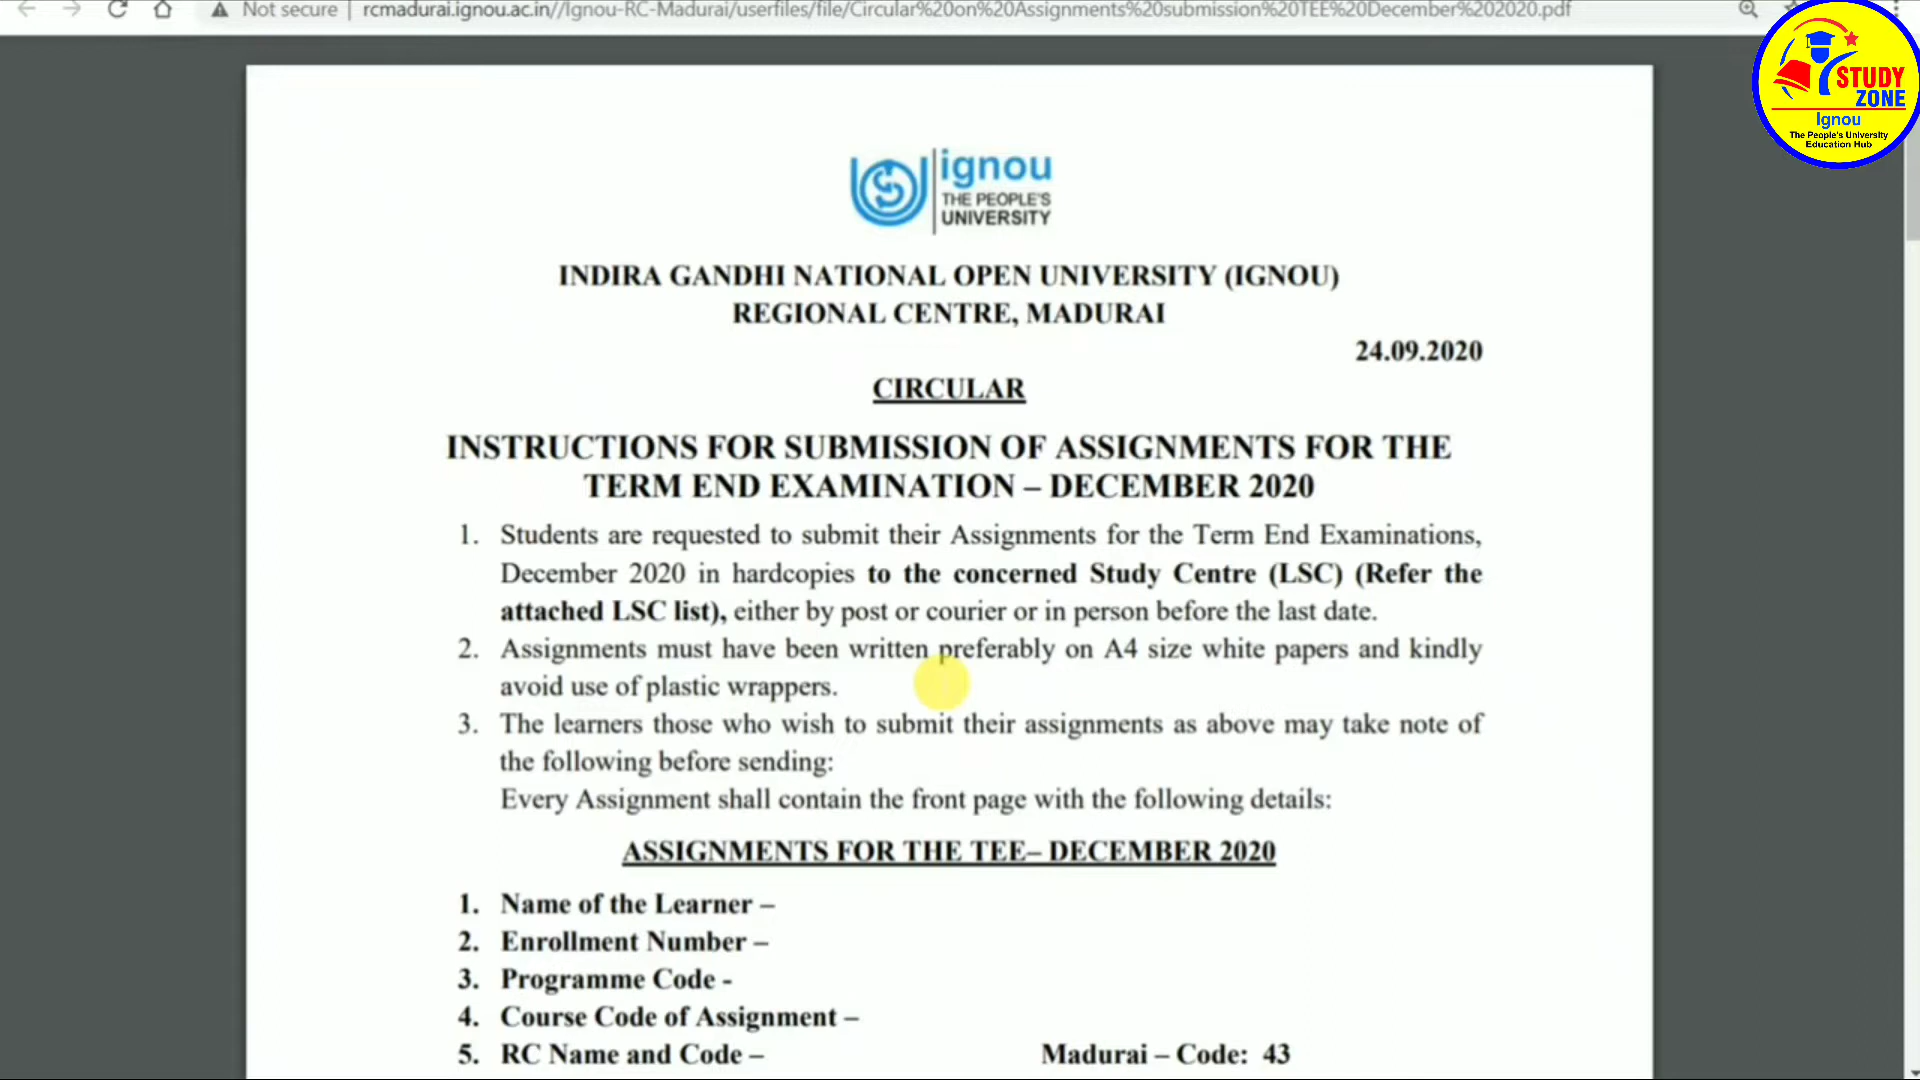 Not secure | rcmadurai.ignou.ac.in//Ignou-RC-Madurai/userfiles/file/Circular%20on%20Assignments%20submission%20TEE%20December%202020.pdf
STUDY
ZONE
Ignou
The People's University
Education Hub
ignou
THE PEOPLE'S
UNIVERSITY
INDIRA GANDHI NATIONAL OPEN UNIVERSITY (IGNOU)
REGIONAL CENTRE, MADURAI
24.09.2020
CIRCULAR
INSTRUCTIONS FOR SUBMISSION OF ASSIGNMENTS FOR THE
TERM END EXAMINATION – DECEMBER 2020
1. Students are requested to submit their Assignments for the Term End Examinations,
December 2020 in hardcopies to the concerned Study Centre (LSC) (Refer the
attached LSC list), either by post or courier or in person before the last date.
2. Assignments must have been written preferably on A4 size white papers and kindly
avoid use of plastic wrappers.
3. The learners those who wish to submit their assignments as above may take note of
the following before sending:
Every Assignment shall contain the front page with the following details:
ASSIGNMENTS FOR THE TEE– DECEMBER 2020
1. Name of the Learner –
2. Enrollment Number –
3. Programme Code -
4. Course Code of Assignment –
5. RC Name and Code – Madurai – Code: 43